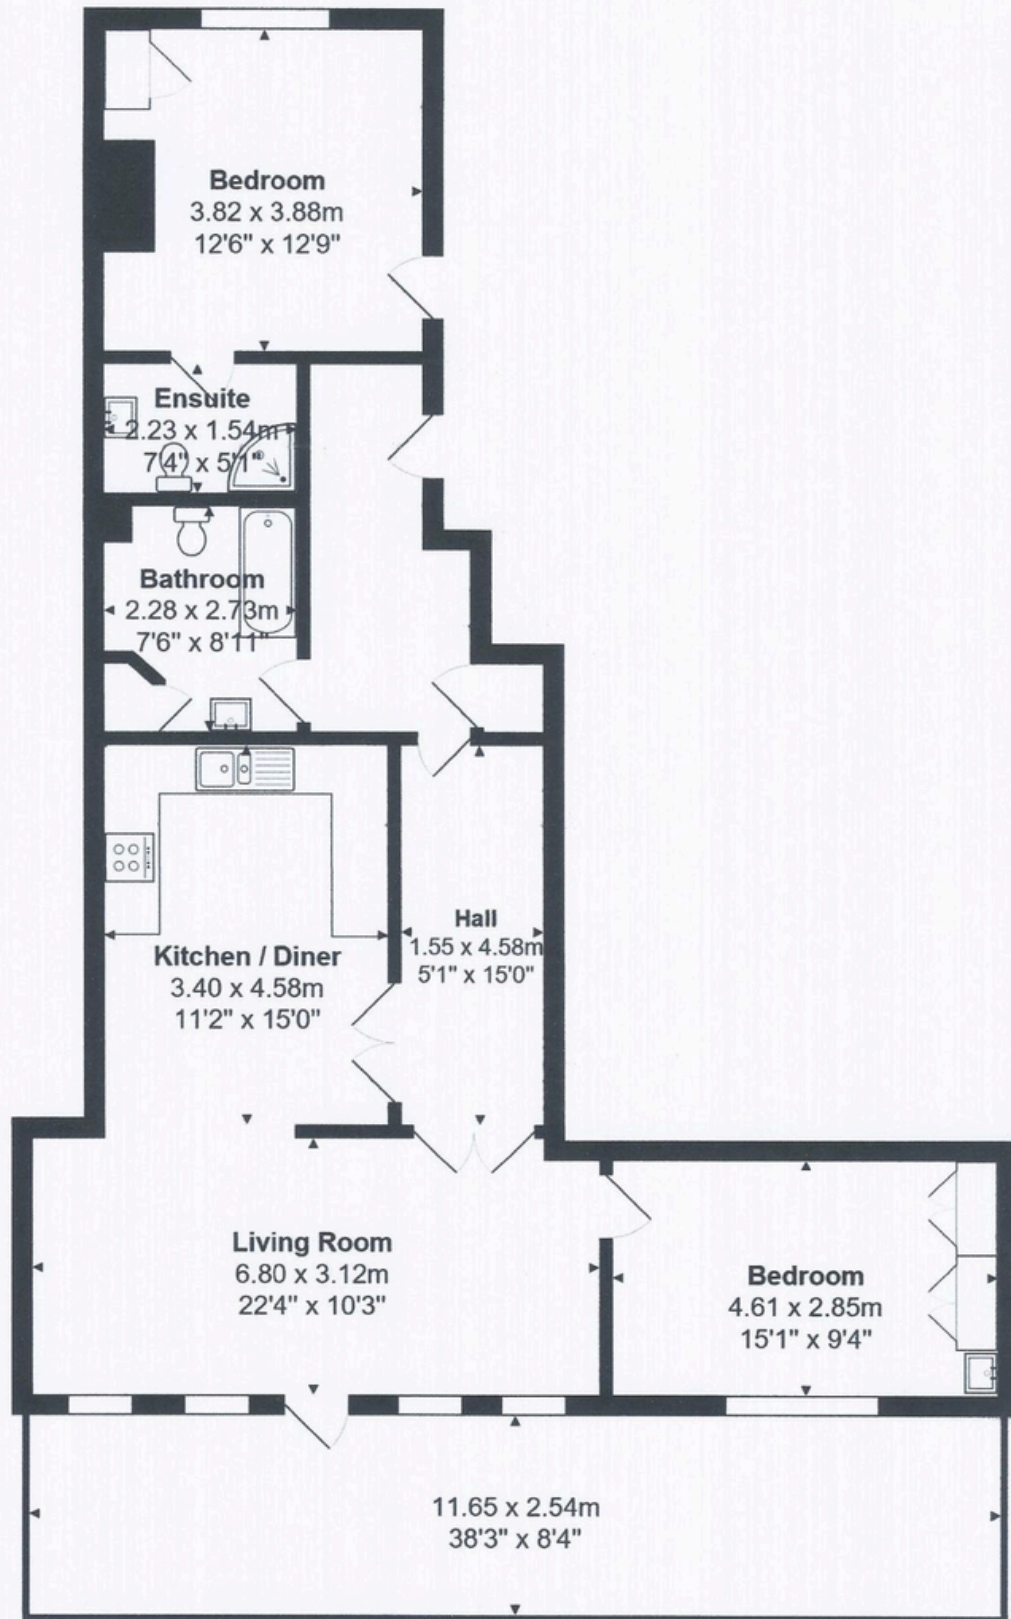 Bedroom
3.82 x 3.88m
12'6" x 12'9"
Ensuite
2.23 x 1.54m
7'4" x 5'1"
Bathroom
2.28 x 2.73m
7'6" x 8'11"
Kitchen / Diner
3.40 x 4.58m
11'2" x 15'0"
Hall
1.55 x 4.58m
5'1" x 15'0"
Living Room
6.80 x 3.12m
22'4" x 10'3"
Bedroom
4.61 x 2.85m
15'1" x 9'4"
11.65 x 2.54m
38'3" x 8'4"